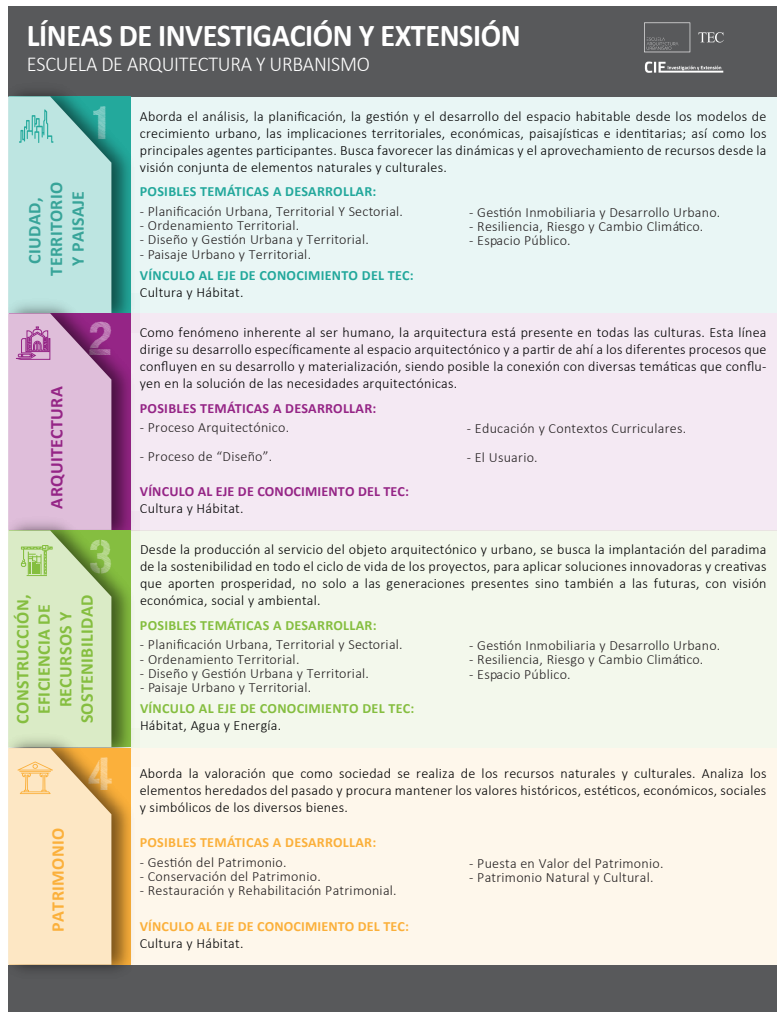 LÍNEAS DE INVESTIGACIÓN Y EXTENSIÓN
ESCUELA DE ARQUITECTURA Y URBANISMO
ESCUELA
ARQUITECTURA
URBANISMO
TEC
CIE Investigación y Extensión
1
CIUDAD,
TERRITORIO
Y PAISAJE
Aborda el análisis, la planificación, la gestión y el desarrollo del espacio habitable desde los modelos de
crecimiento urbano, las implicaciones territoriales, económicas, paisajísticas e identitarias; así como los
principales agentes participantes. Busca favorecer las dinámicas y el aprovechamiento de recursos desde la
visión conjunta de elementos naturales y culturales.
POSIBLES TEMÁTICAS A DESARROLLAR:
- Planificación Urbana, Territorial Y Sectorial.
- Ordenamiento Territorial.
- Diseño y Gestión Urbana y Territorial.
- Paisaje Urbano y Territorial.
- Gestión Inmobiliaria y Desarrollo Urbano.
- Resiliencia, Riesgo y Cambio Climático.
- Espacio Público.
VÍNCULO AL EJE DE CONOCIMIENTO DEL TEC:
Cultura y Hábitat.
2
ARQUITECTURA
Como fenómeno inherente al ser humano, la arquitectura está presente en todas las culturas. Esta línea
dirige su desarrollo específicamente al espacio arquitectónico y a partir de ahí a los diferentes procesos que
confluyen en su desarrollo y materialización, siendo posible la conexión con diversas temáticas que conflu-
yen en la solución de las necesidades arquitectónicas.
POSIBLES TEMÁTICAS A DESARROLLAR:
- Proceso Arquitectónico.
- Proceso de “Diseño”.
- Educación y Contextos Curriculares.
- El Usuario.
VÍNCULO AL EJE DE CONOCIMIENTO DEL TEC:
Cultura y Hábitat.
3
CONSTRUCCIÓN,
EFICIENCIA DE
RECURSOS Y
SOSTENIBILIDAD
Desde la producción al servicio del objeto arquitectónico y urbano, se busca la implantación del paradima
de la sostenibilidad en todo el ciclo de vida de los proyectos, para aplicar soluciones innovadoras y creativas
que aporten prosperidad, no solo a las generaciones presentes sino también a las futuras, con visión
económica, social y ambiental.
POSIBLES TEMÁTICAS A DESARROLLAR:
- Planificación Urbana, Territorial y Sectorial.
- Ordenamiento Territorial.
- Diseño y Gestión Urbana y Territorial.
- Paisaje Urbano y Territorial.
- Gestión Inmobiliaria y Desarrollo Urbano.
- Resiliencia, Riesgo y Cambio Climático.
- Espacio Público.
VÍNCULO AL EJE DE CONOCIMIENTO DEL TEC:
Hábitat, Agua y Energía.
4
PATRIMONIO
Aborda la valoración que como sociedad se realiza de los recursos naturales y culturales. Analiza los
elementos heredados del pasado y procura mantener los valores históricos, estéticos, económicos, sociales
y simbólicos de los diversos bienes.
POSIBLES TEMÁTICAS A DESARROLLAR:
- Gestión del Patrimonio.
- Conservación del Patrimonio.
- Restauración y Rehabilitación Patrimonial.
- Puesta en Valor del Patrimonio.
- Patrimonio Natural y Cultural.
VÍNCULO AL EJE DE CONOCIMIENTO DEL TEC:
Cultura y Hábitat.